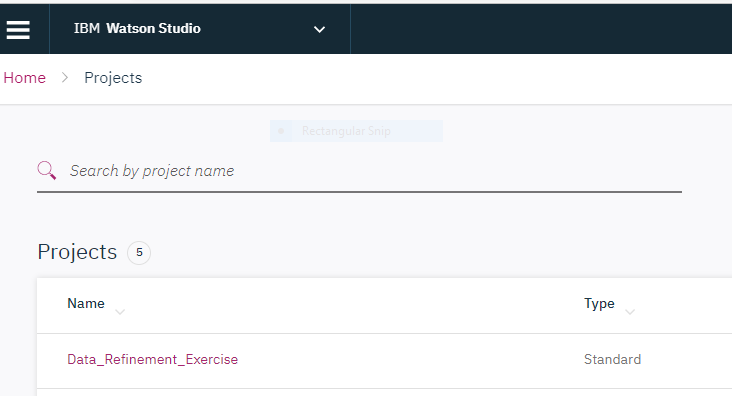 IBM Watson Studio
Home > Projects
Rectangular Snip
Search by project name
Projects 5
Name Type
Data_Refinement_Exercise Standard